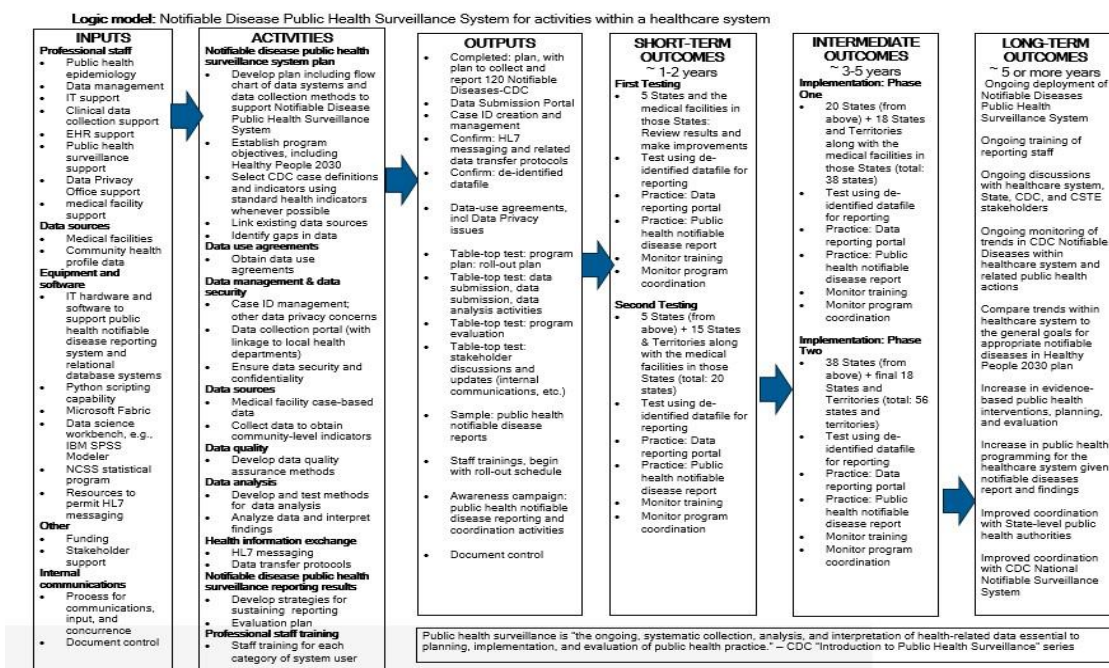 Logic model: Notifiable Disease Public Health Surveillance System for activities within a healthcare system
INPUTS
Professional staff
• Public health
epidemiology
• Data management
• IT support
• Clinical data
collection support
• EHR support
• Public health
surveillance
support
• Data Privacy
Office support
• medical facility
support
Data sources
• Medical facilities
• Community health
profile data
Equipment and
software
• IT hardware and
software to
support public
health notifiable
disease reporting
system and
relational
database systems
• Python scripting
capability
• Microsoft Fabric
• Data science
workbench, e.g.,
IBM SPSS
Modeler
• NCSS statistical
program
• Resources to
permit HL7
messaging
Other
• Funding
• Stakeholder
support
Internal
communications
• Process for
communications,
input, and
concurrence
• Document control
ACTIVITIES
Notifiable disease public health
surveillance system plan
• Develop plan including flow
chart of data systems and
data collection methods to
support Notifiable Disease
Public Health Surveillance
System
• Establish program
objectives, including
Healthy People 2030
• Select CDC case definitions
and indicators using
standard health indicators
whenever possible
• Link existing data sources
• Identify gaps in data
Data use agreements
• Obtain data use
agreements
Data management & data
security
• Case ID management;
other data privacy concerns
• Data collection portal (with
linkage to local health
departments)
• Ensure data security and
confidentiality
Data sources
• Medical facility case-based
data
• Collect data to obtain
community-level indicators
Data quality
• Develop data quality
assurance methods
Data analysis
• Develop and test methods
for data analysis
• Analyze data and interpret
findings
Health information exchange
• HL7 messaging
• Data transfer protocols
Notifiable disease public health
surveillance reporting results
• Develop strategies for
sustaining reporting
• Evaluation plan
Professional staff training
• Staff training for each
category of system user
OUTPUTS
• Completed: plan, with
plan to collect and
report 120 Notifiable
Diseases-CDC
• Data Submission Portal
• Case ID creation and
management
• Confirm: HL7
messaging and related
data transfer protocols
• Confirm: de-identified
datafile
• Data-use agreements,
incl Data Privacy
issues
• Table-top test: program
plan: roll-out plan
• Table-top test: data
submission, data
submission, data
analysis activities
• Table-top test: program
evaluation
• Table-top test:
stakeholder
discussions and
updates (internal
communications, etc.)
• Sample: public health
notifiable disease
reports
• Staff trainings, begin
with roll-out schedule
• Awareness campaign:
public health notifiable
disease reporting and
coordination activities
• Document control
SHORT-TERM
OUTCOMES
~ 1-2 years
First Testing
• 5 States and the
medical facilities in
those States:
Review results and
make improvements
• Test using de-
identified datafile for
reporting
• Practice: Data
reporting portal
• Practice: Public
health notifiable
disease report
• Monitor training
• Monitor program
coordination
Second Testing
• 5 States (from
above) + 15 States
& Territories along
with the medical
facilities in those
States (total: 20
states)
• Test using de-
identified datafile for
reporting
• Practice: Data
reporting portal
• Practice: Public
health notifiable
disease report
• Monitor training
• Monitor program
coordination
INTERMEDIATE
OUTCOMES
~ 3-5 years
Implementation: Phase
One
• 20 States (from
above) + 18 States
and Territories
along with the
medical facilities in
those States (total:
38 states)
• Test using de-
identified datafile
for reporting
• Practice: Data
reporting portal
• Practice: Public
health notifiable
disease report
• Monitor training
• Monitor program
coordination
Implementation: Phase
Two
• 38 States (from
above) + final 18
States and
Territories (total: 56
states and
territories)
• Test using de-
identified datafile
for reporting
• Practice: Data
reporting portal
• Practice: Public
health notifiable
disease report
• Monitor training
• Monitor program
coordination
LONG-TERM
OUTCOMES
~ 5 or more years
Ongoing deployment of
Notifiable Diseases
Public Health
Surveillance System
Ongoing training of
reporting staff
Ongoing discussions
with healthcare system,
State, CDC, and CSTE
stakeholders
Ongoing monitoring of
trends in CDC Notifiable
Diseases within
healthcare system and
related public health
actions
Compare trends within
healthcare system to
the general goals for
appropriate notifiable
diseases in Healthy
People 2030 plan
Increase in evidence-
based public health
interventions, planning,
and evaluation
Increase in public health
programming for the
healthcare system given
notifiable diseases
report and findings
Improved coordination
with State-level public
health authorities
Improved coordination
with CDC National
Notifiable Surveillance
System
Public health surveillance is "the ongoing, systematic collection, analysis, and interpretation of health-related data essential to
planning, implementation, and evaluation of public health practice." – CDC "Introduction to Public Health Surveillance" series